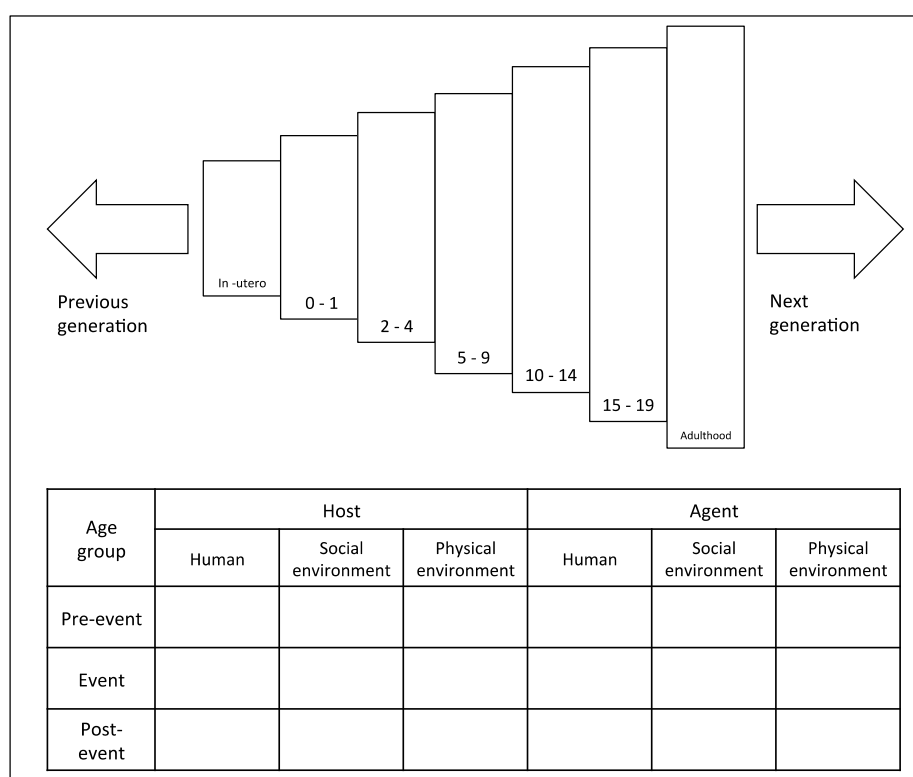 In -utero
0 - 1
2 - 4
5 - 9
10 - 14
15 - 19
Adulthood
Previous
generation
Next
generation
Age
group
Host
Agent
Human
Social
environment
Physical
environment
Human
Social
environment
Physical
environment
Pre-event
Event
Post-
event